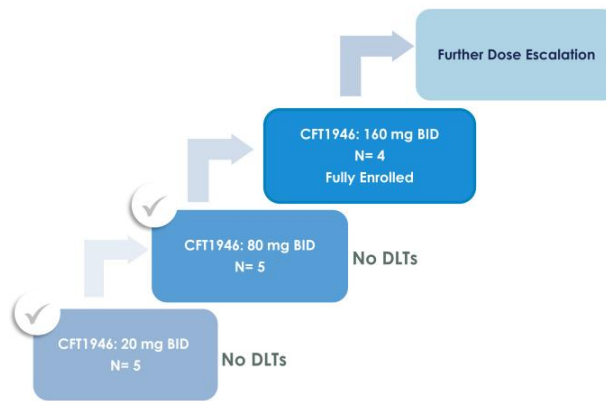 Further Dose Escalation
CFT1946: 160 mg BID
N= 4
Fully Enrolled
CFT1946: 80 mg BID
N= 5
No DLTs
CFT1946: 20 mg BID
N= 5
No DLTs